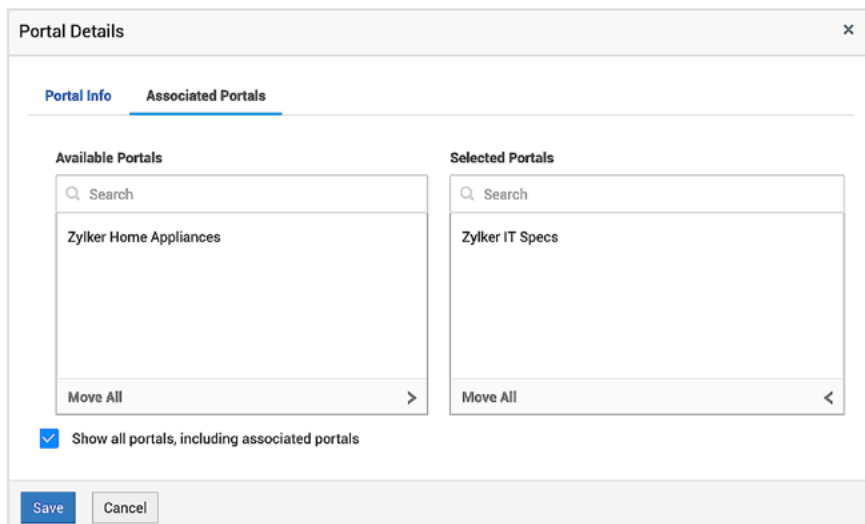 Portal Details
Portal Info Associated Portals
Available Portals
Search
Zylker Home Appliances
Move All
Selected Portals
Search
Zylker IT Specs
Move All
Show all portals, including associated portals
Save Cancel